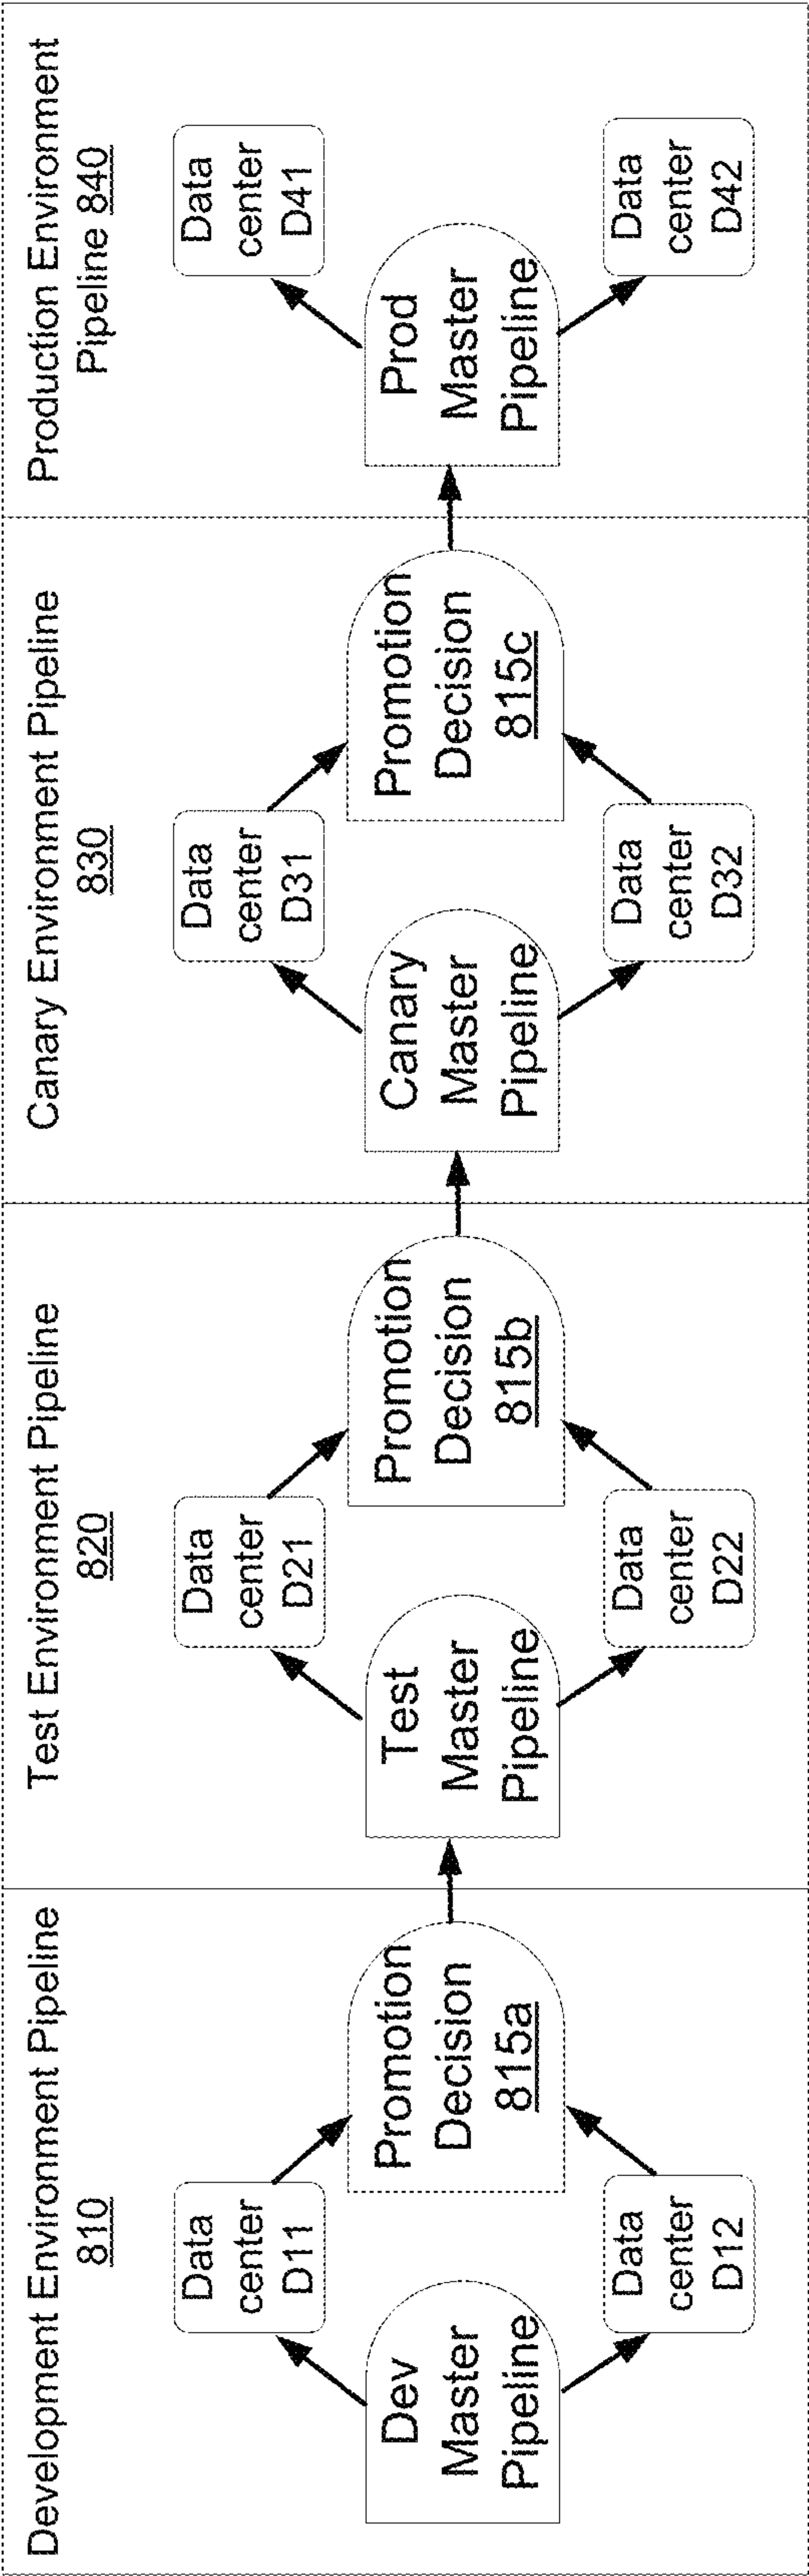 Development Environment Pipeline
810
Dev
Master
Pipeline
Data
center
D11
Data
center
D12
Promotion
Decision
815a
Test Environment Pipeline
820
Test
Master
Pipeline
Data
center
D21
Data
center
D22
Promotion
Decision
815b
Canary Environment Pipeline
830
Canary
Master
Pipeline
Data
center
D31
Data
center
D32
Promotion
Decision
815c
Production Environment
Pipeline 840
Prod
Master
Pipeline
Data
center
D41
Data
center
D42